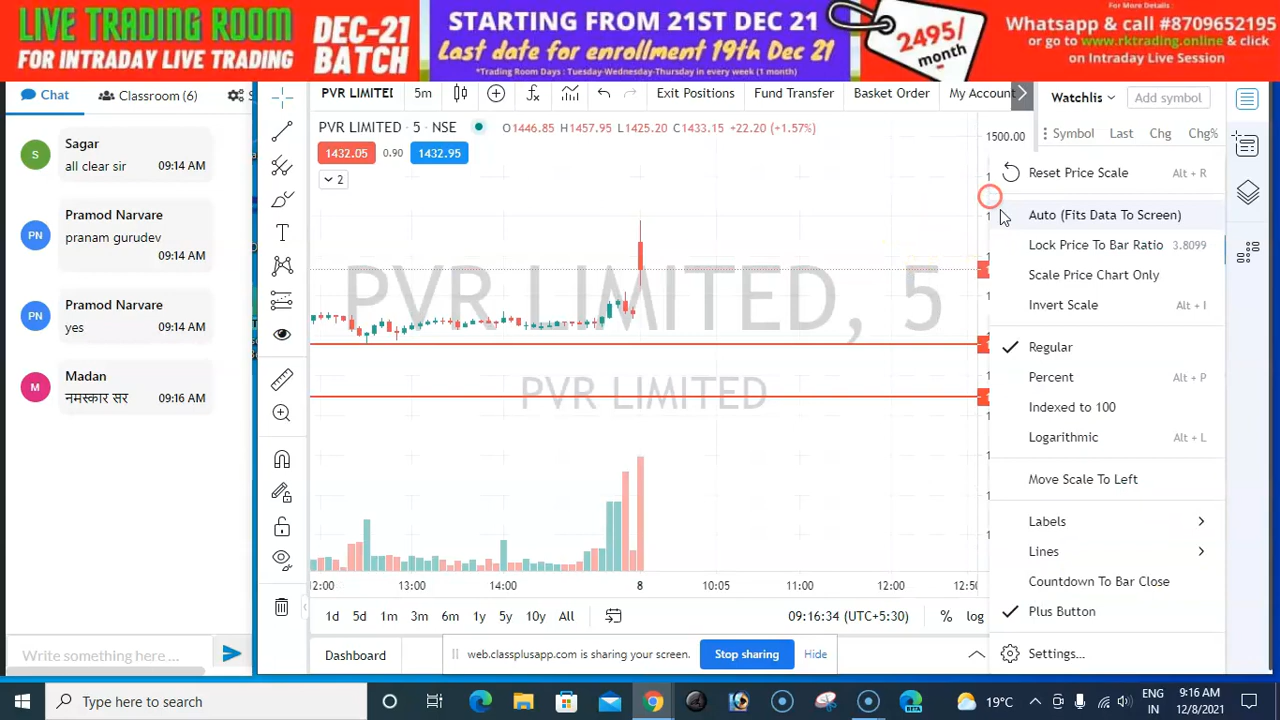 LIVE TRADING ROOM
FOR INTRADAY LIVE TRADING
DEC-21
BATCH
STARTING FROM 21ST DEC 21
Last date for enrollment 19th Dec 21
*Trading Room Days : Tuesday-Wednesday-Thursday in every week (1 month)
2495/
month
For More Details :
Whatsapp & call #8709652195
or go to www.rktrading.online & click
on Intraday Live Session
Chat
Classroom (6)
S
Sagar
all clear sir
09:14 AM
PN
Pramod Narvare
pranam gurudev
09:14 AM
PN
Pramod Narvare
yes
09:14 AM
M
Madan
नमस्कार सर
09:16 AM
Write something here ...
PVR LIMITED
5m
Exit Positions
Fund Transfer
Basket Order
My Account
PVR LIMITED · 5 · NSE
O1446.85 H1457.95 L1425.20 C1433.15 +22.20 (+1.57%)
1432.05
0.90
1432.95
2
1500.00
PVR LIMITED, 5
PVR LIMITED
12:00
13:00
14:00
8
10:05
11:00
12:00
12:50
1d
5d
1m
3m
6m
1y
5y
10y
All
09:16:34 (UTC+5:30)
%
log
Dashboard
web.classplusapp.com is sharing your screen.
Stop sharing
Hide
Watchlis
Add symbol
Symbol
Last
Chg
Chg%
Reset Price Scale
Alt + R
Auto (Fits Data To Screen)
Lock Price To Bar Ratio
3.8099
Scale Price Chart Only
Invert Scale
Alt + I
Regular
Percent
Alt + P
Indexed to 100
Logarithmic
Alt + L
Move Scale To Left
Labels
Lines
Countdown To Bar Close
Plus Button
Settings...
Type here to search
BETA
19°C
ENG
IN
9:16 AM
12/8/2021